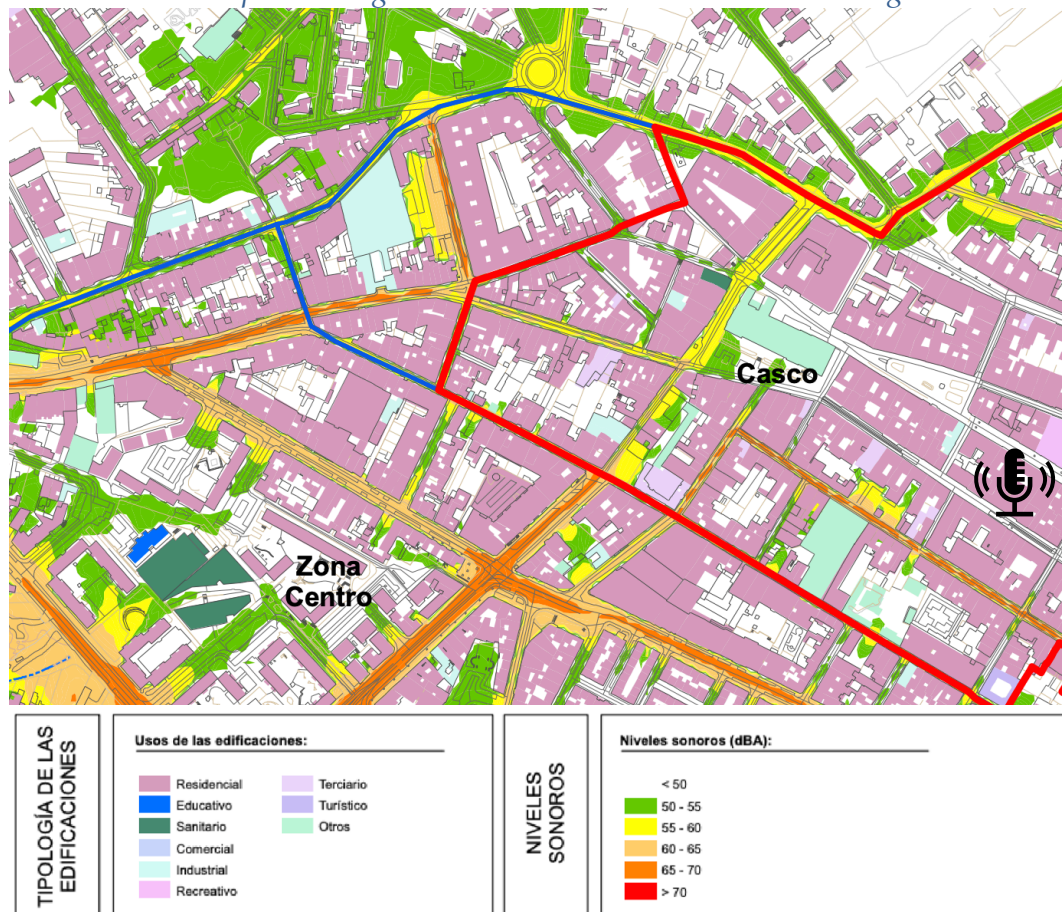 Casco
Zona
Centro
TIPOLOGÍA DE LAS
EDIFICACIONES
Usos de las edificaciones:
Residencial
Educativo
Sanitario
Comercial
Industrial
Recreativo
Terciario
Turístico
Otros
NIVELES
SONOROS
Niveles sonoros (dBA):
< 50
50 - 55
55 - 60
60 - 65
65 - 70
> 70